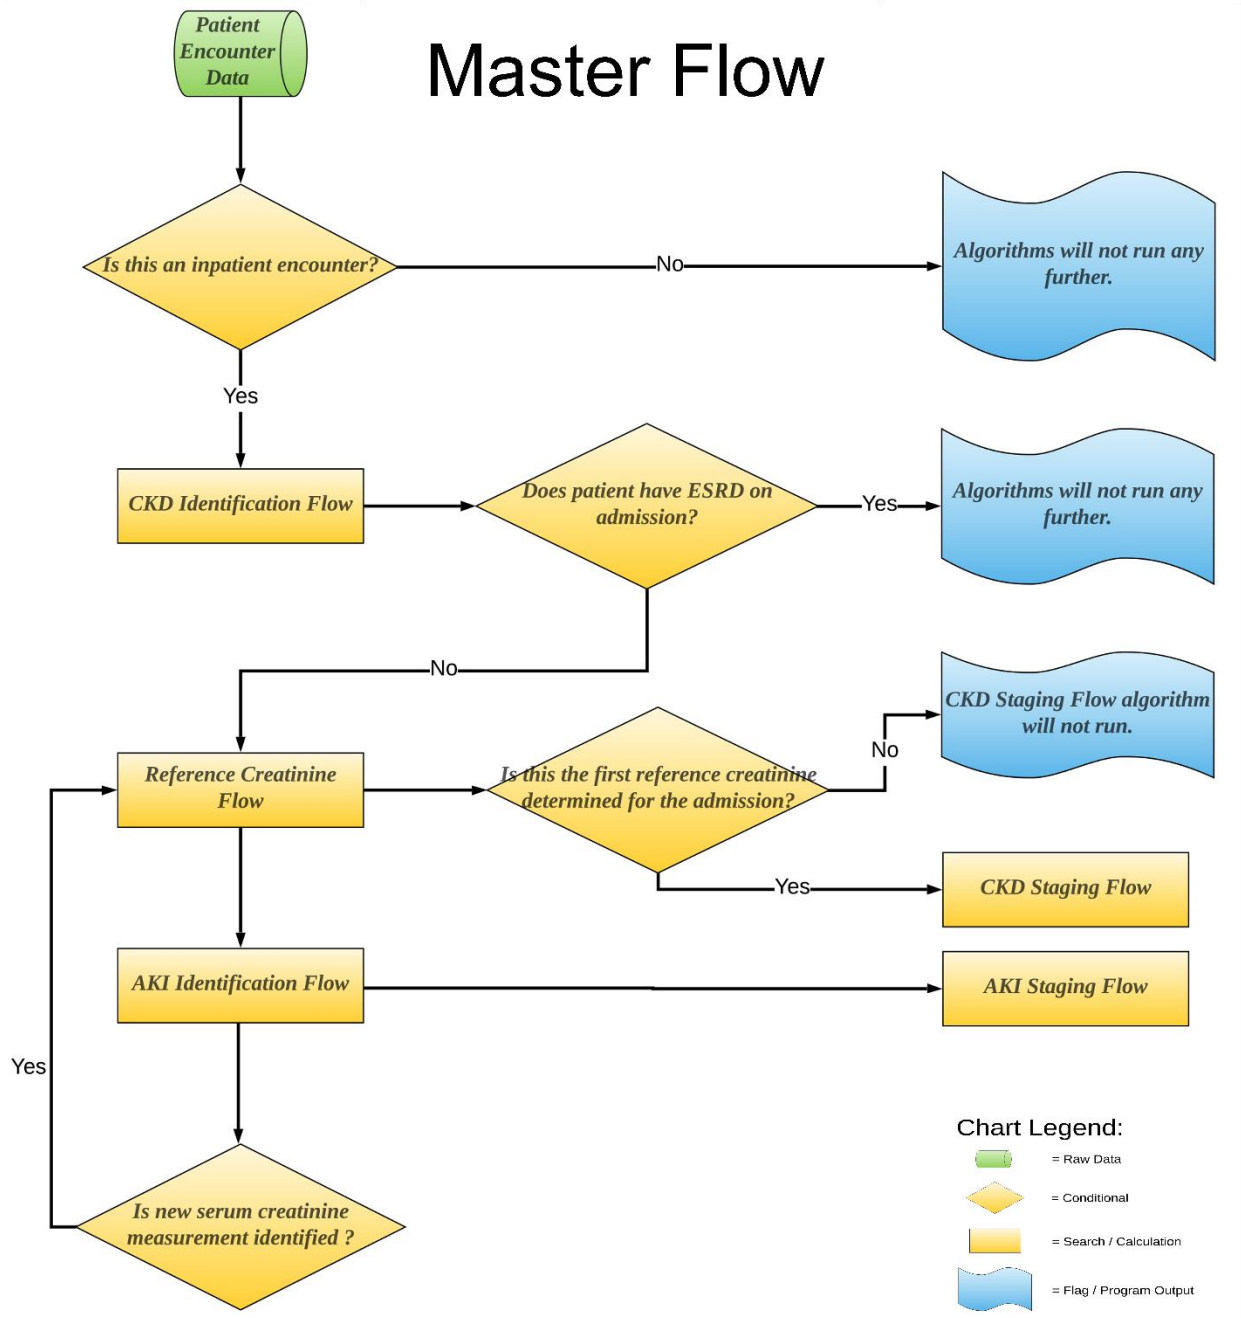 Patient
Encounter
Data
Master Flow
Is this an inpatient encounter?
No
Algorithms will not run any
further.
Yes
CKD Identification Flow
Does patient have ESRD on
admission?
Yes
Algorithms will not run any
further.
No
CKD Staging Flow algorithm
will not run.
Reference Creatinine
Flow
Is this the first reference creatinine
determined for the admission?
No
Yes
CKD Staging Flow
AKI Identification Flow
AKI Staging Flow
Yes
Is new serum creatinine
measurement identified ?
Chart Legend:
= Raw Data
= Conditional
= Search / Calculation
= Flag / Program Output